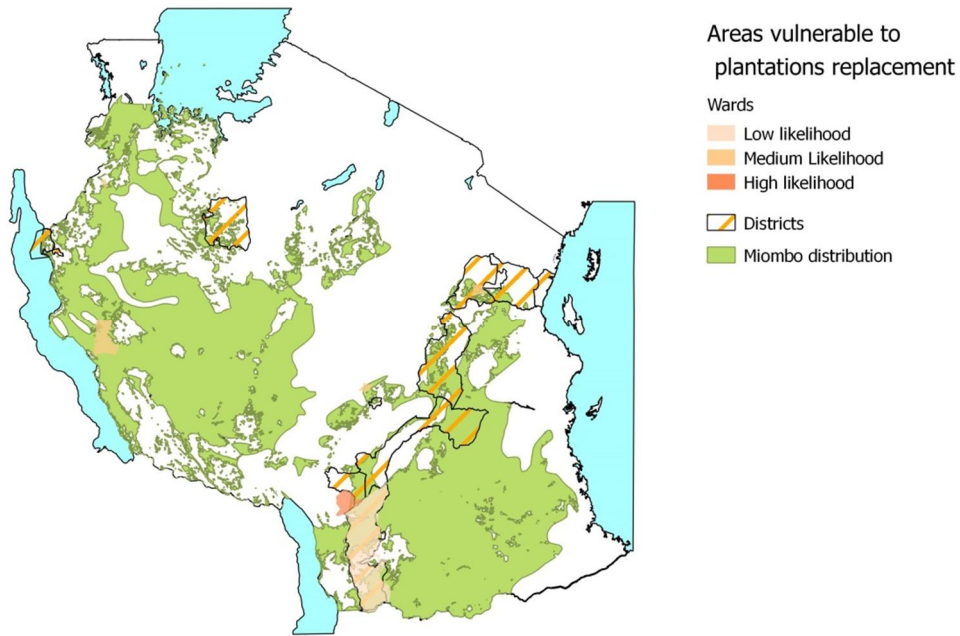 Areas vulnerable to
plantations replacement
Wards
Low likelihood
Medium Likelihood
High likelihood
Districts
Miombo distribution